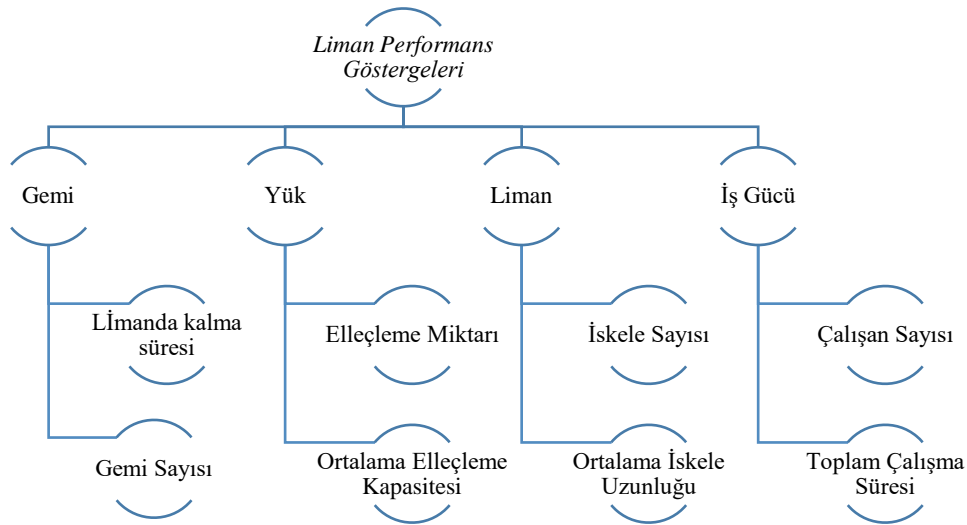 Liman Performans
Göstergeleri
Gemi
Yük
Liman
İş Gücü
Lİmanda kalma
süresi
Elleçleme Miktarı
İskele Sayısı
Çalışan Sayısı
Gemi Sayısı
Ortalama Elleçleme
Kapasitesi
Ortalama İskele
Uzunluğu
Toplam Çalışma
Süresi